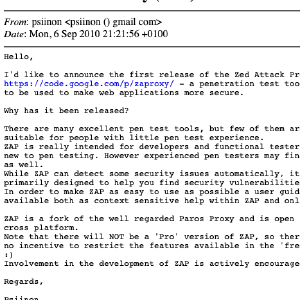 From: psiinon <psiinon () gmail com>
Date: Mon, 6 Sep 2010 21:21:56 +0100
Hello,
I'd like to announce the first release of the Zed Attack Pr
https://code.google.com/p/zaproxy/ - a penetration test too
to be used to make web applications more secure.
Why has it been released?
There are many excellent pen test tools, but few of them ar
suitable for people with little pen test experience.
ZAP is really intended for developers and functional tester
new to pen testing. However experienced pen testers may fin
as well.
While ZAP can detect some security issues automatically, it
primarily designed to help you find security vulnerabilitie
In order to make ZAP as easy to use as possible a user guid
available both as context sensitive help within ZAP and onl
ZAP is a fork of the well regarded Paros Proxy and is open
cross platform.
Note that there will NOT be a 'Pro' version of ZAP, so ther
no incentive to restrict the features available in the 'fre
:)
Involvement in the development of ZAP is actively encourage
Regards,
Psiinon